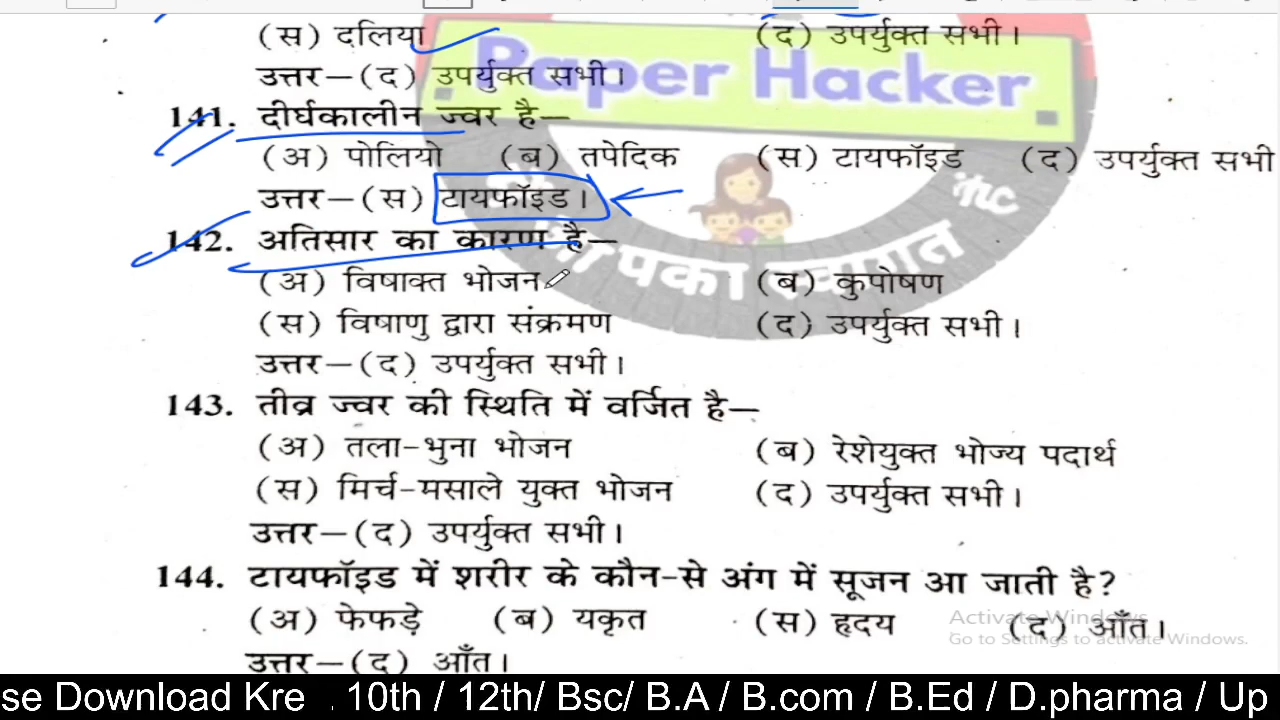 (स) दलिया (द) उपर्युक्त सभी।
उत्तर–(द) उपर्युक्त सभी।
Paper Hacker
141. दीर्घकालीन ज्वर है–
(अ) पोलियो (ब) तपेदिक (स) टायफॉइड (द) उपर्युक्त सभी
उत्तर–(स) टायफॉइड।
142. अतिसार का कारण है–
(अ) विषाक्त भोजन (ब) कुपोषण
पका स्वागत
(स) विषाणु द्वारा संक्रमण (द) उपर्युक्त सभी।
उत्तर–(द) उपर्युक्त सभी।
143. तीव्र ज्वर की स्थिति में वर्जित है–
(अ) तला-भुना भोजन (ब) रेशेयुक्त भोज्य पदार्थ
(स) मिर्च-मसाले युक्त भोजन (द) उपर्युक्त सभी।
उत्तर–(द) उपर्युक्त सभी।
144. टायफॉइड में शरीर के कौन-से अंग में सूजन आ जाती है?
(अ) फेफड़े (ब) यकृत (स) हृदय (द) आँत।
Activate Windows
Go to Settings to activate Windows.
उत्तर–(द) आँत।
se Download Kre . 10th / 12th/ Bsc/ B.A / B.com / B.Ed / D.pharma / Up